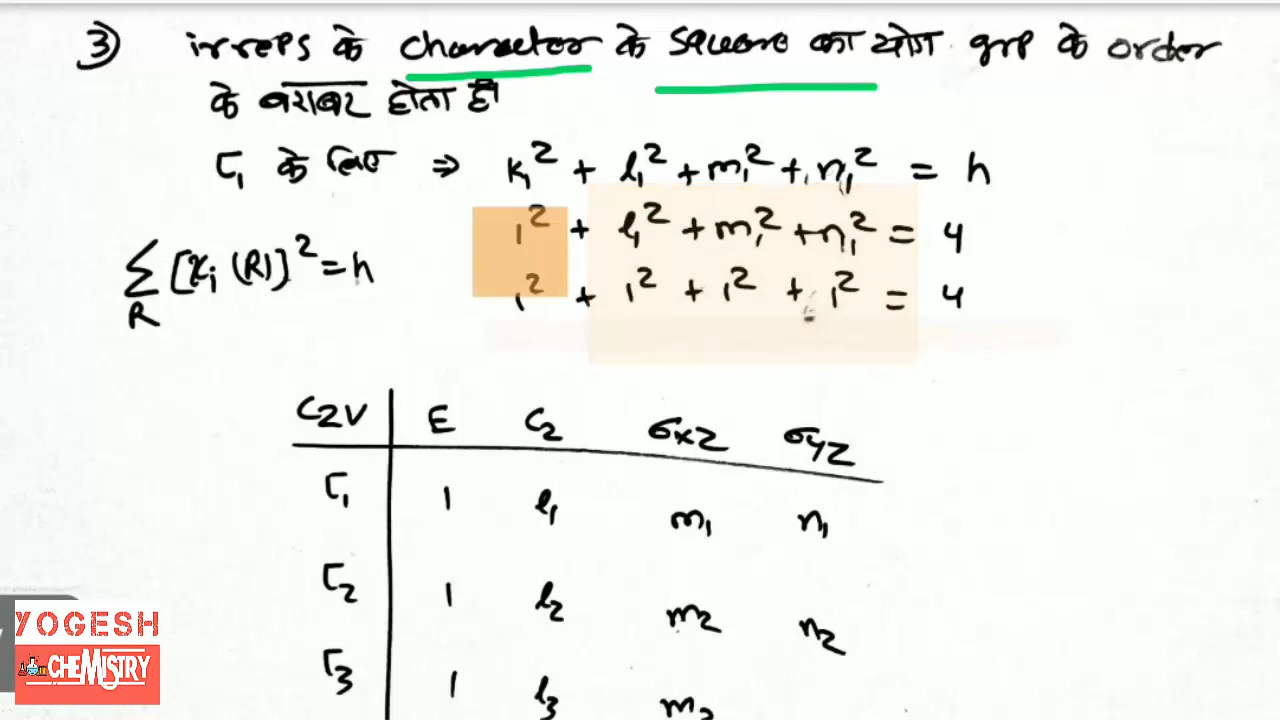 3) irreps के character के square का योग grp के order
के बराबर होता है
Γ₁ के लिए ⇒ k₁² + l₁² + m₁² + n₁² = h
1² + l₁² + m₁² + n₁² = 4
Σ_R [χᵢ (R)]² = h
1² + 1² + 1² + 1² = 4
C2V E C₂ σxz σyz
Γ₁ 1 l₁ m₁ n₁
Γ₂ 1 l₂ m₂ n₂
Γ₃ 1 l₃ m₃
YOGESH
CHEMISTRY